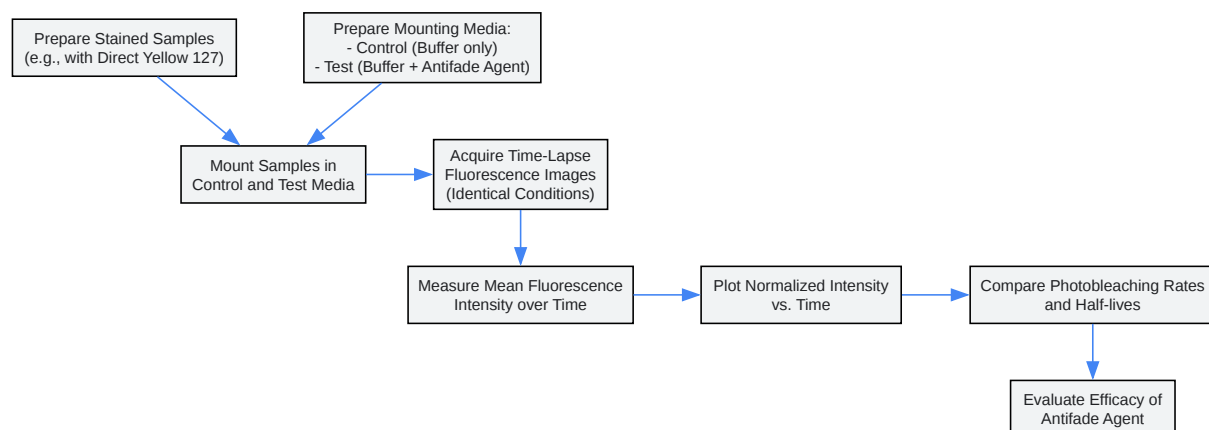 Prepare Stained Samples
(e.g., with Direct Yellow 127)
Prepare Mounting Media:
- Control (Buffer only)
- Test (Buffer + Antifade Agent)
Mount Samples in
Control and Test Media
Acquire Time-Lapse
Fluorescence Images
(Identical Conditions)
Measure Mean Fluorescence
Intensity over Time
Plot Normalized Intensity
vs. Time
Compare Photobleaching Rates
and Half-lives
Evaluate Efficacy of
Antifade Agent